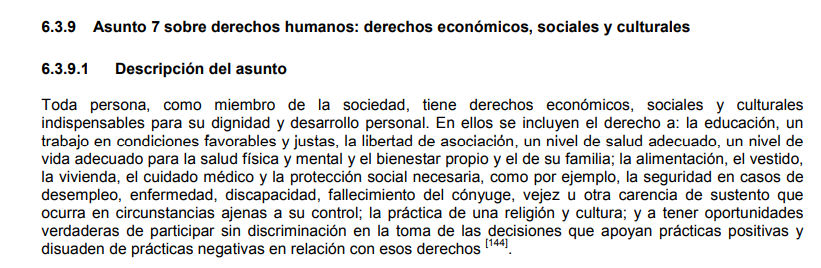 6.3.9 Asunto 7 sobre derechos humanos: derechos económicos, sociales y culturales
6.3.9.1 Descripción del asunto
Toda persona, como miembro de la sociedad, tiene derechos económicos, sociales y culturales
indispensables para su dignidad y desarrollo personal. En ellos se incluyen el derecho a: la educación, un
trabajo en condiciones favorables y justas, la libertad de asociación, un nivel de salud adecuado, un nivel de
vida adecuado para la salud física y mental y el bienestar propio y el de su familia; la alimentación, el vestido,
la vivienda, el cuidado médico y la protección social necesaria, como por ejemplo, la seguridad en casos de
desempleo, enfermedad, discapacidad, fallecimiento del cónyuge, vejez u otra carencia de sustento que
ocurra en circunstancias ajenas a su control; la práctica de una religión y cultura; y a tener oportunidades
verdaderas de participar sin discriminación en la toma de las decisiones que apoyan prácticas positivas y
disuaden de prácticas negativas en relación con esos derechos [144].